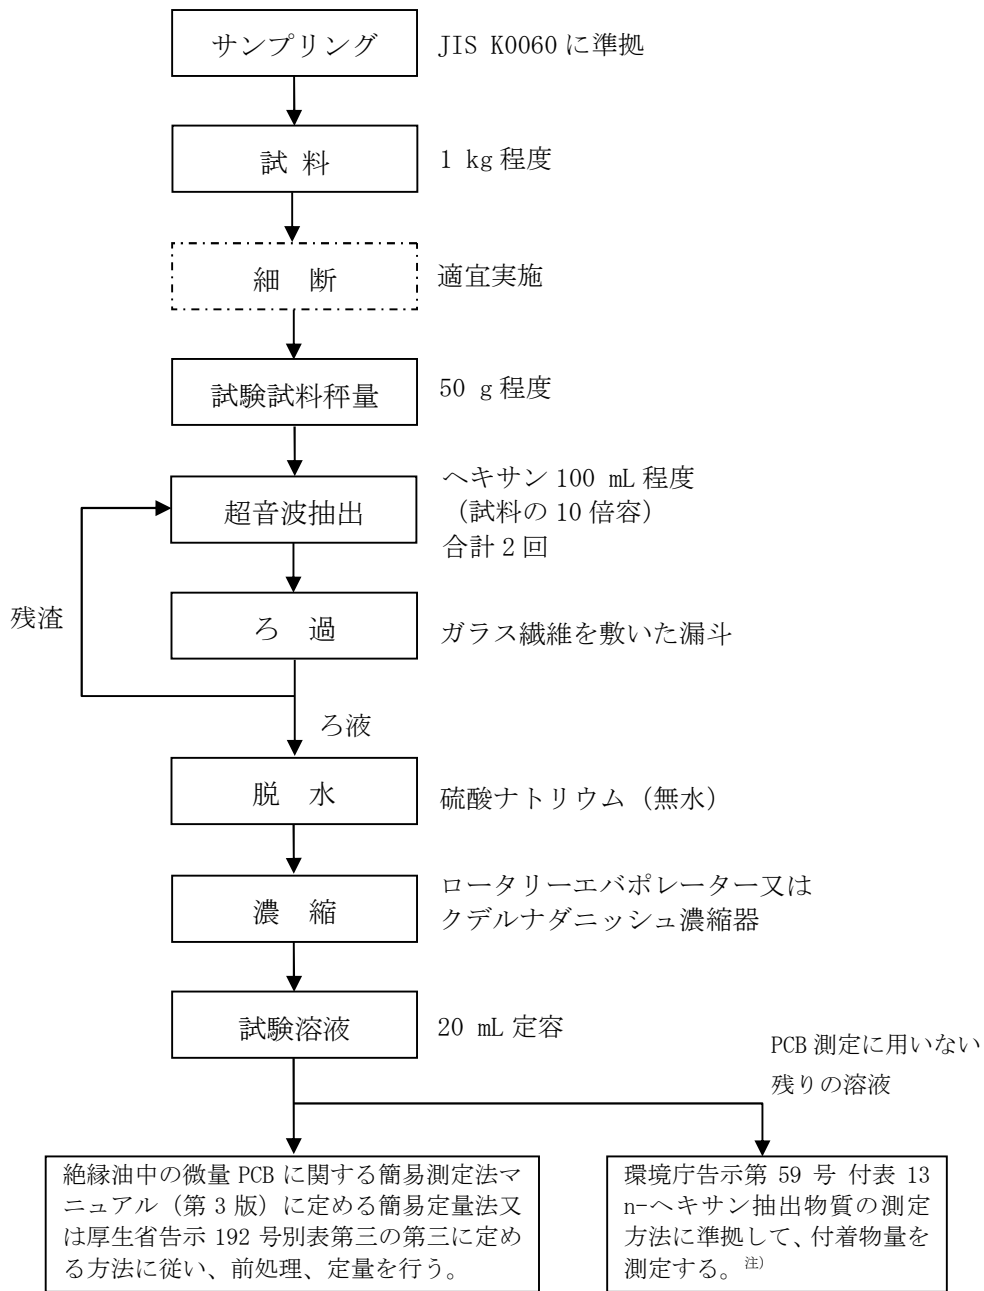 サンプリング
JIS K0060 に準拠
試 料
1 kg 程度
細 断
適宜実施
試験試料秤量
50 g 程度
超音波抽出
ヘキサン 100 mL 程度
（試料の 10 倍容）
合計 2 回
残渣
ろ 過
ガラス繊維を敷いた漏斗
ろ液
脱 水
硫酸ナトリウム（無水）
濃 縮
ロータリーエバポレーター又は
クデルナダニッシュ濃縮器
試験溶液
20 mL 定容
PCB 測定に用いない
残りの溶液
絶縁油中の微量 PCB に関する簡易測定法マ
ニュアル（第 3 版）に定める簡易定量法又
は厚生省告示 192 号別表第三の第三に定め
る方法に従い、前処理、定量を行う。
環境庁告示第 59 号 付表 13
n-ヘキサン抽出物質の測定
方法に準拠して、付着物量を
測定する。注）